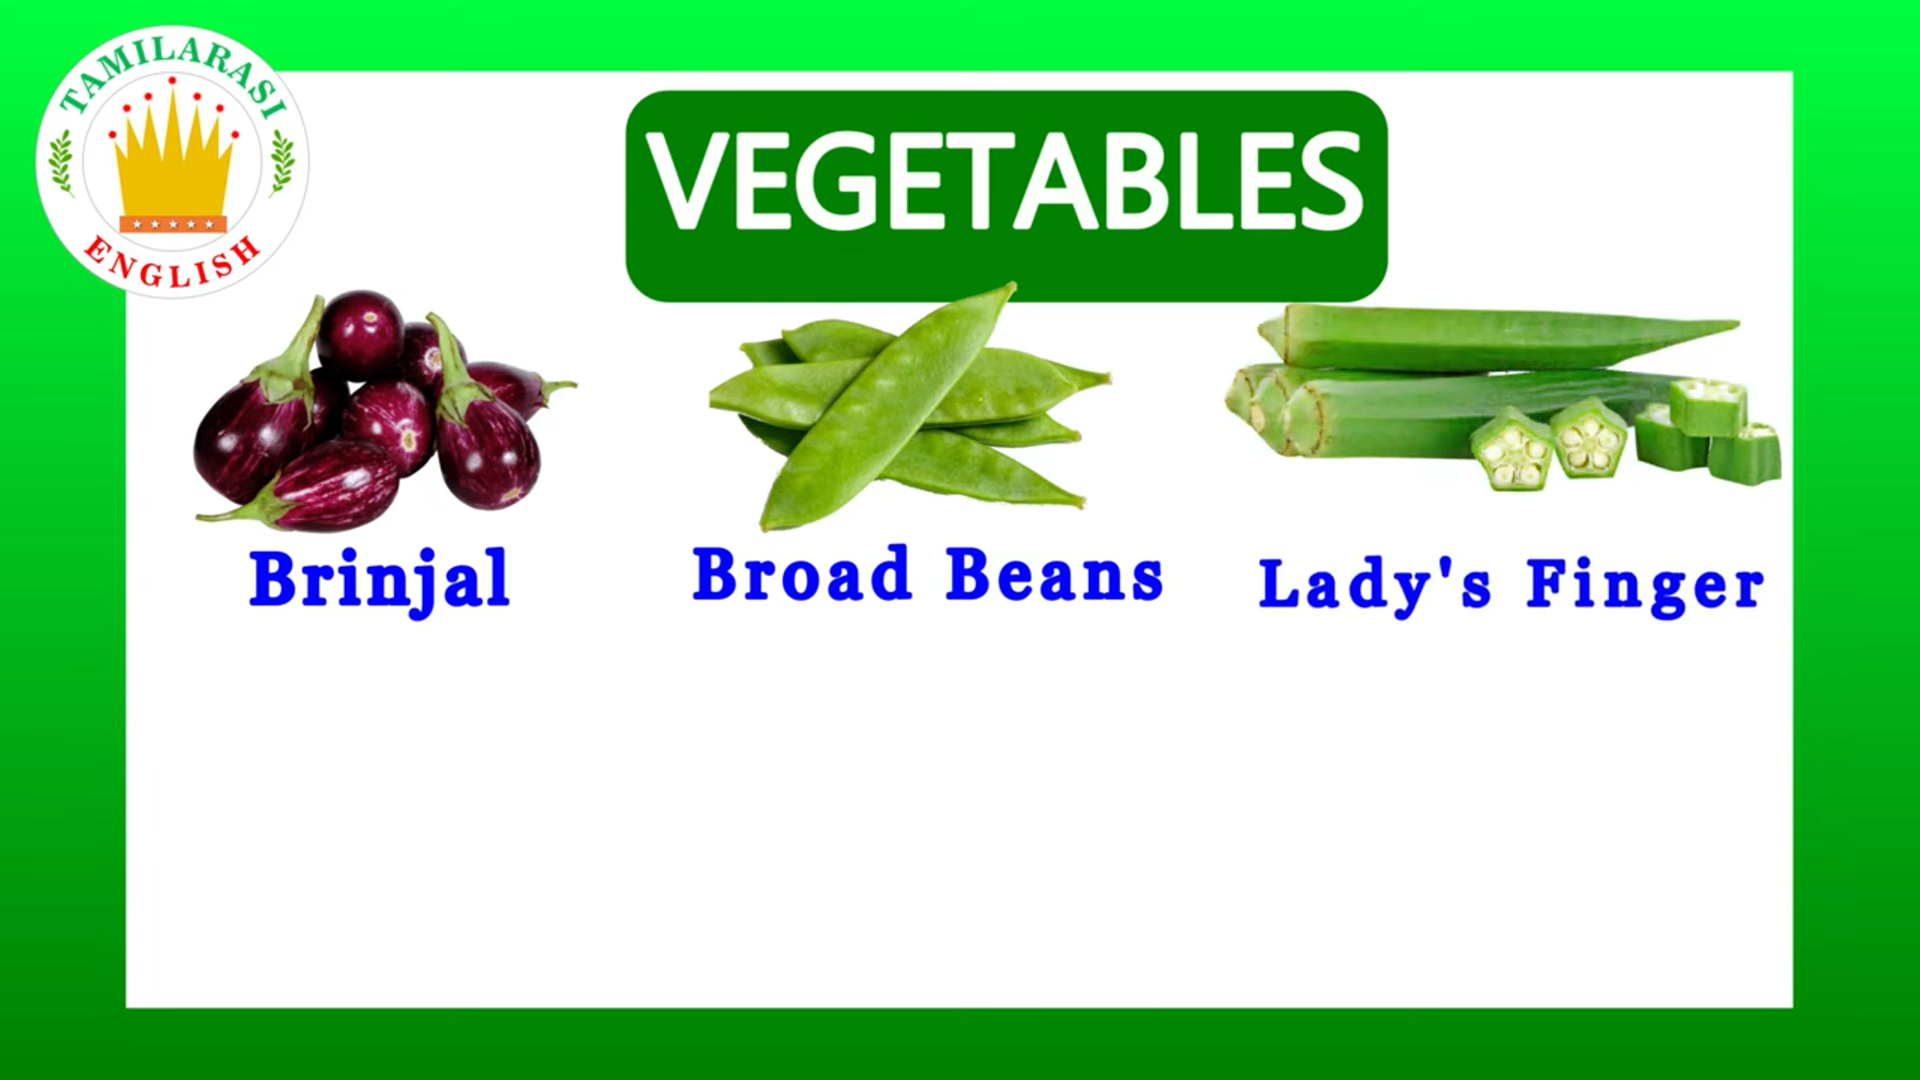 TAMILARASI
ENGLISH
VEGETABLES
Brinjal
Broad Beans
Lady's Finger